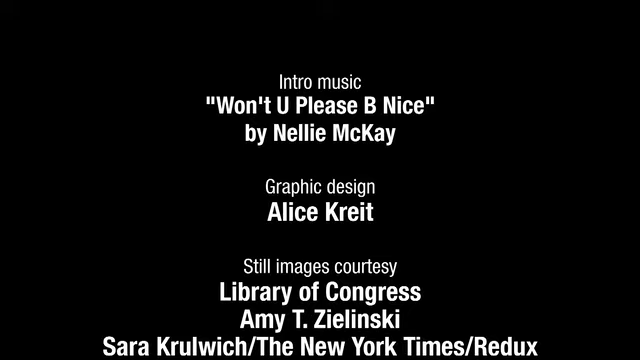 Intro music
"Won't U Please B Nice"
by Nellie McKay
Graphic design
Alice Kreit
Still images courtesy
Library of Congress
Amy T. Zielinski
Sara Krulwich/The New York Times/Redux